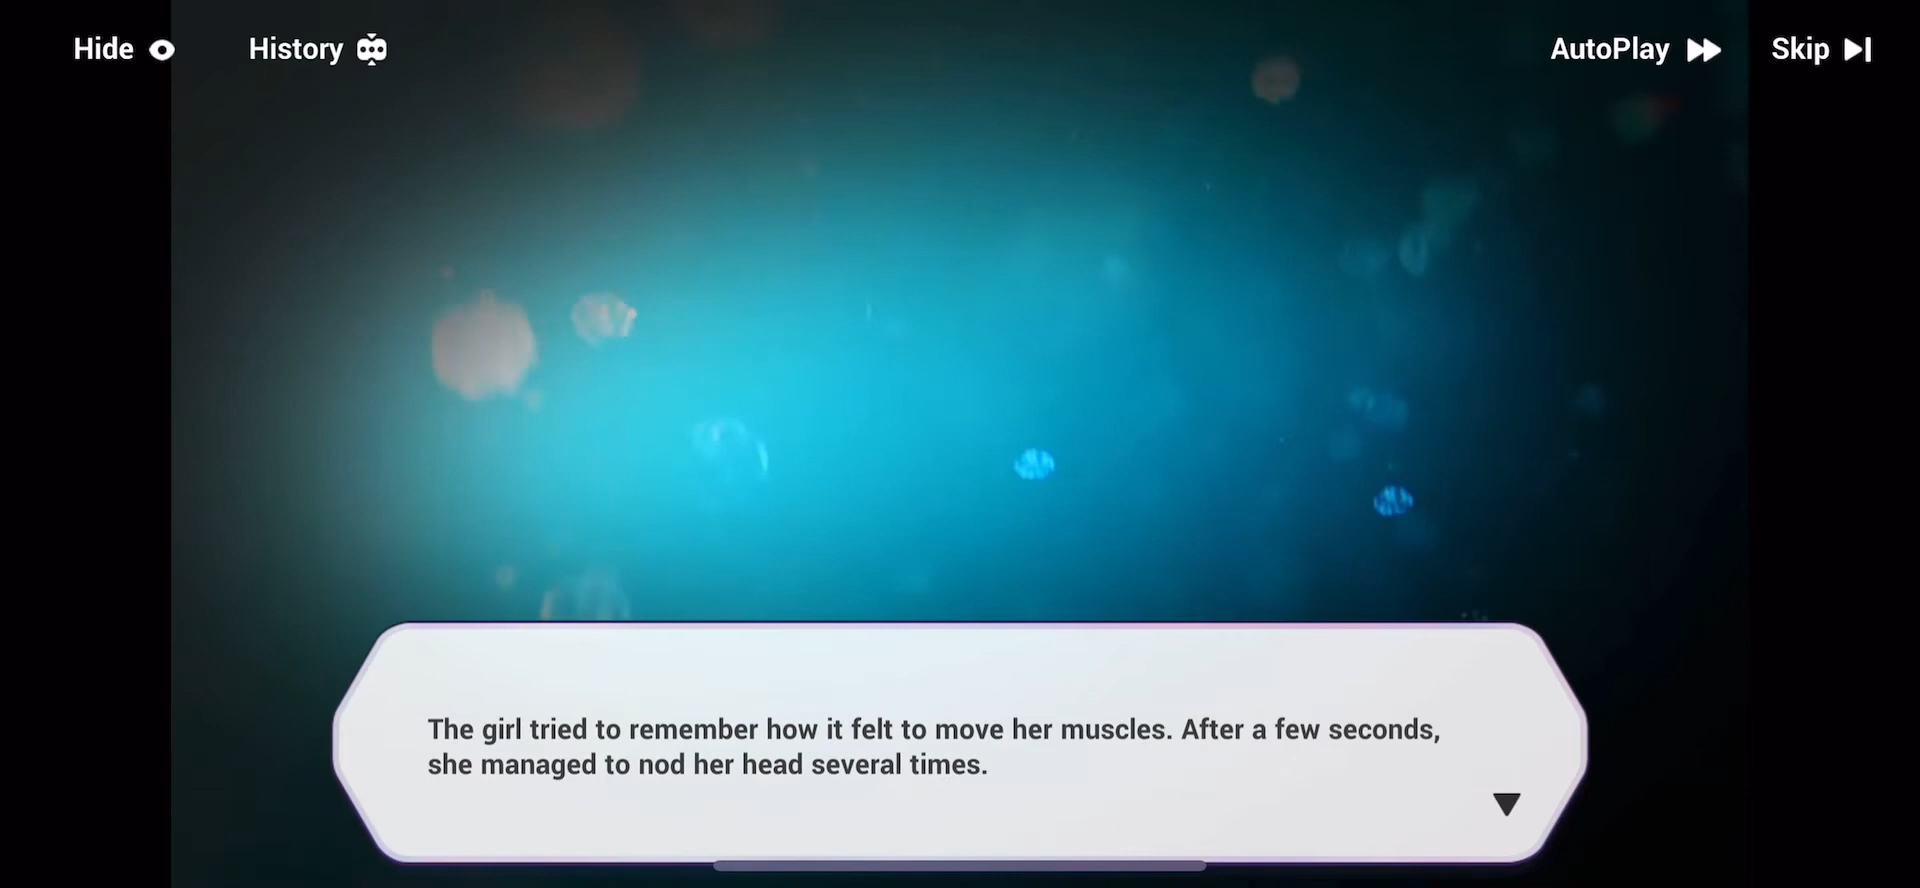 Hide
History
AutoPlay
Skip
The girl tried to remember how it felt to move her muscles. After a few seconds,
she managed to nod her head several times.